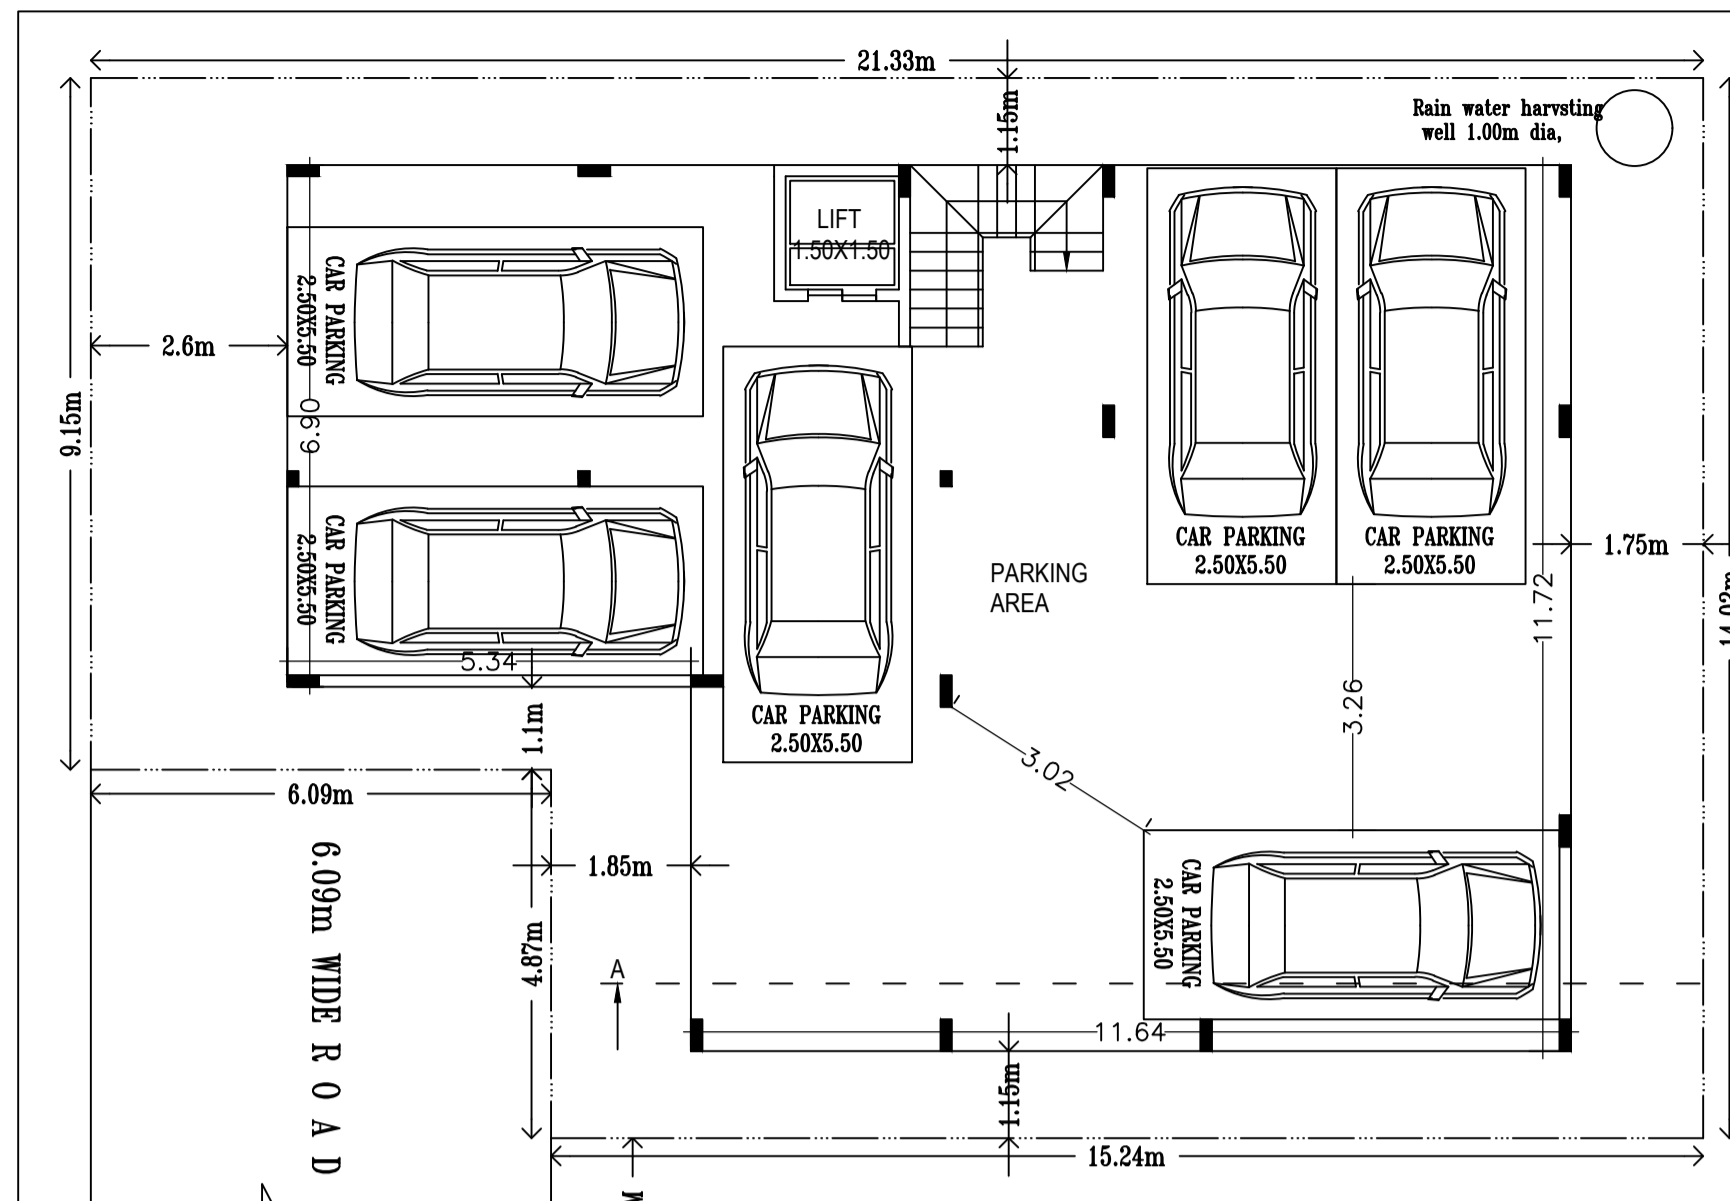 21.33m
1.15m
Rain water harvsting
well 1.00m dia,
LIFT
1.50X1.50
CAR PARKING
2.50X5.50
2.6m
9.15m
6.90
CAR PARKING
2.50X5.50
CAR PARKING
2.50X5.50
CAR PARKING
2.50X5.50
1.75m
PARKING
AREA
11.72
5.34
CAR PARKING
2.50X5.50
1.1m
3.26
3.02
6.09m
6.09m WIDE R O A D
1.85m
4.87m
CAR PARKING
2.50X5.50
A
11.64
1.15m
15.24m